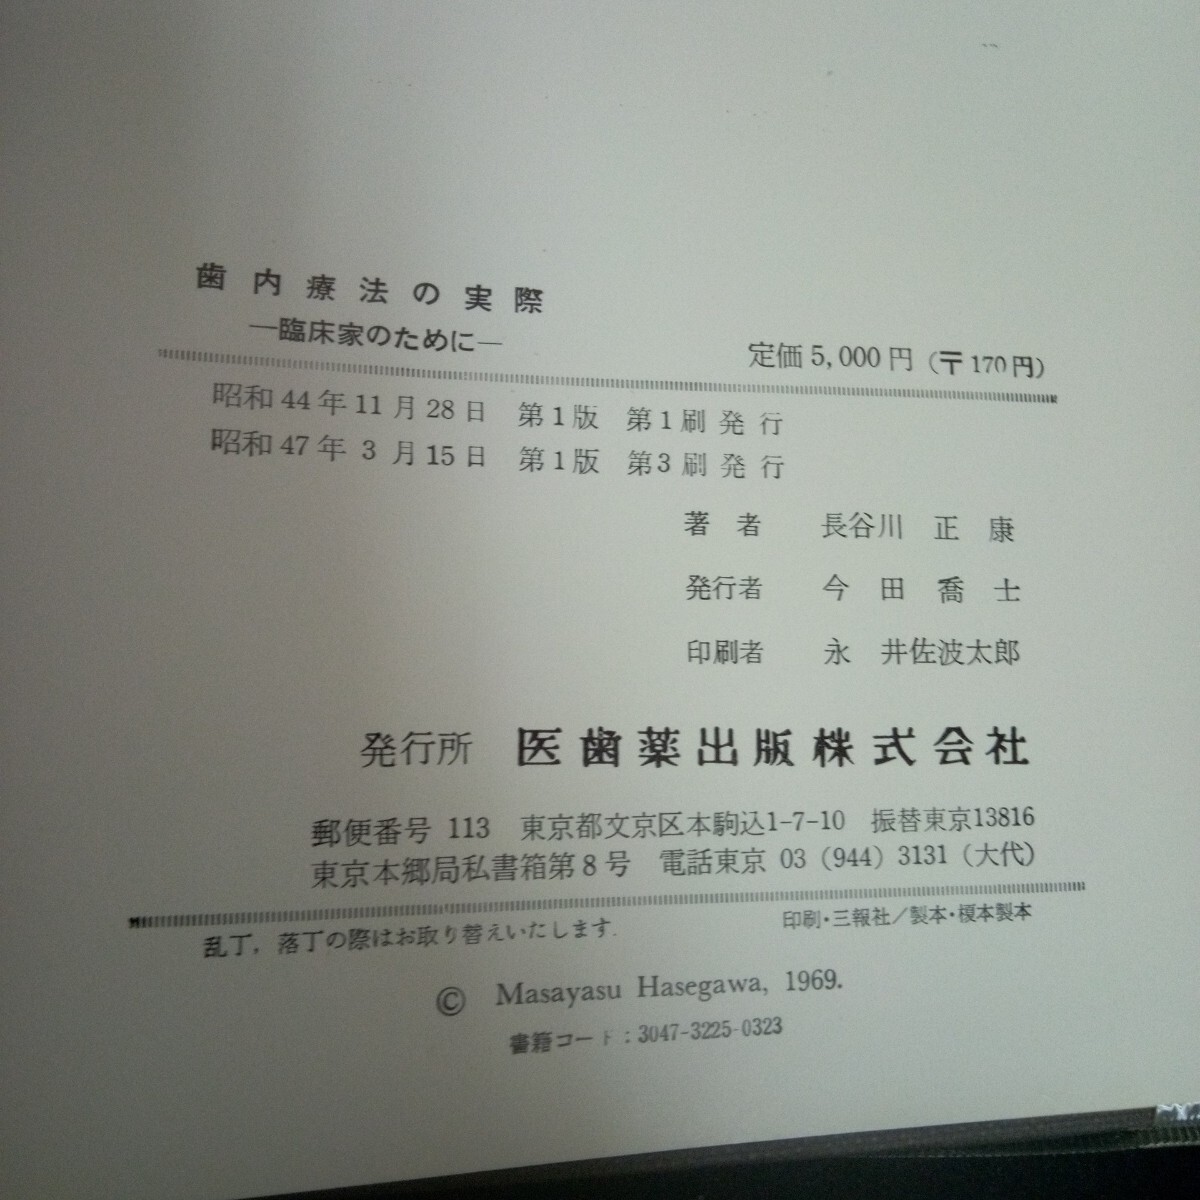 歯内療法の実際
―臨床家のために―
定価 5,000 円 (〒170円)
昭和 44 年 11 月 28 日　第 1 版　第 1 刷 発 行
昭和 47 年 3 月 15 日　第 1 版　第 3 刷 発 行
著　者　長谷川　正　康
発行者　今　田　喬　士
印刷者　永　井佐波太郎
発行所　医歯薬出版株式会社
郵便番号 113　東京都文京区本駒込1-7-10　振替東京13816
東京本郷局私書箱第 8 号　電話東京 03 (944) 3131 (大代)
乱丁，落丁の際はお取り替えいたします.
印刷・三報社／製本・榎本製本
© Masayasu Hasegawa, 1969.
書籍コード：3047-3225-0323